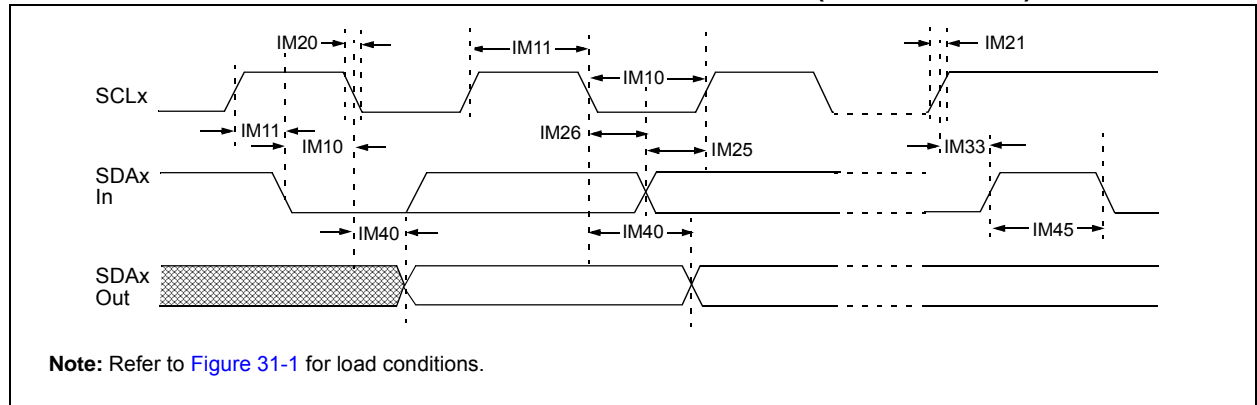 IM20
IM11
IM21
SCLx
IM10
IM11
IM10
IM26
IM25
IM33
SDAx
In
IM40
IM40
IM45
SDAx
Out
Note: Refer to Figure 31-1 for load conditions.